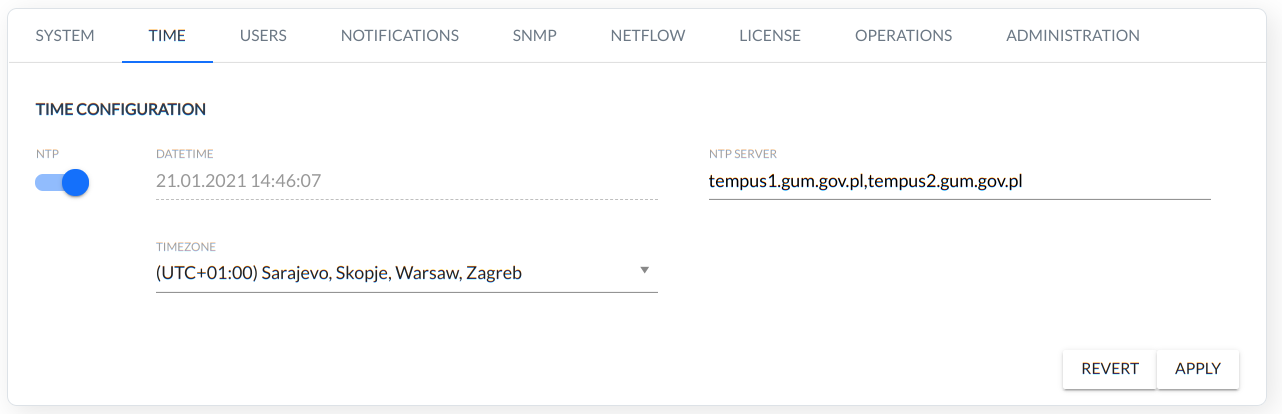 SYSTEM TIME USERS NOTIFICATIONS SNMP NETFLOW LICENSE OPERATIONS ADMINISTRATION
TIME CONFIGURATION
NTP DATETIME NTP SERVER
21.01.2021 14:46:07 tempus1.gum.gov.pl,tempus2.gum.gov.pl
TIMEZONE
(UTC+01:00) Sarajevo, Skopje, Warsaw, Zagreb
REVERT APPLY